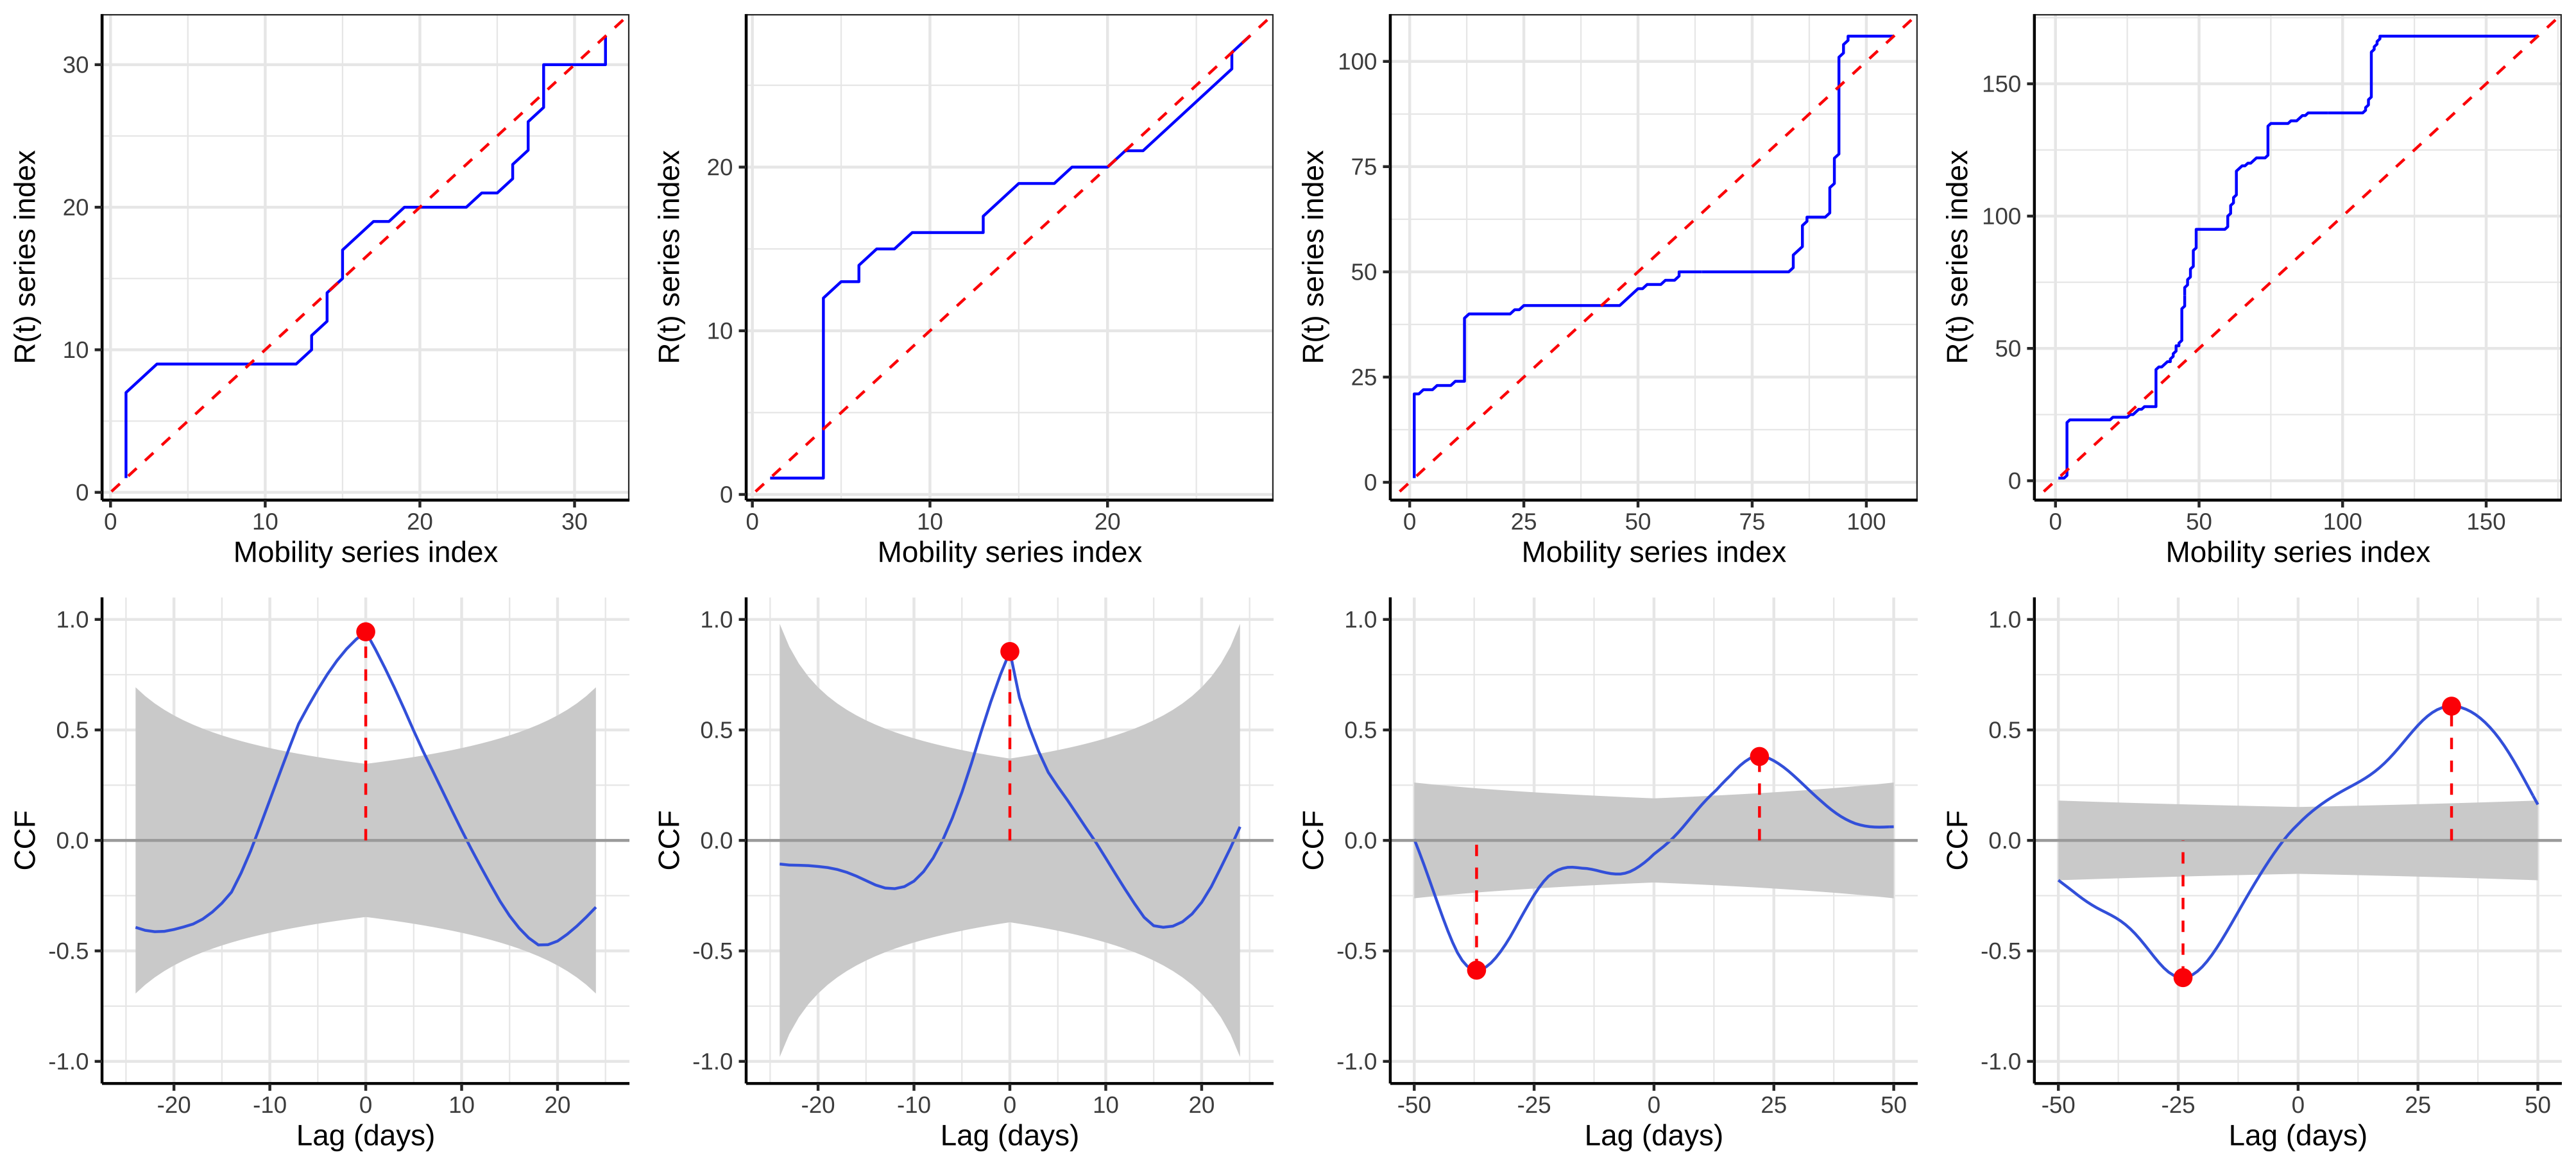 R(t) series index
30
20
10
0
0 10 20 30
Mobility series index
R(t) series index
20
10
0
0 10 20
Mobility series index
R(t) series index
100
75
50
25
0
0 25 50 75 100
Mobility series index
R(t) series index
150
100
50
0
0 50 100 150
Mobility series index
CCF
1.0
0.5
0.0
-0.5
-1.0
-20 -10 0 10 20
Lag (days)
CCF
1.0
0.5
0.0
-0.5
-1.0
-20 -10 0 10 20
Lag (days)
CCF
1.0
0.5
0.0
-0.5
-1.0
-50 -25 0 25 50
Lag (days)
CCF
1.0
0.5
0.0
-0.5
-1.0
-50 -25 0 25 50
Lag (days)